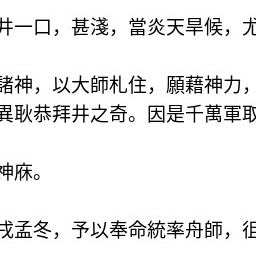 井一口，甚淺，當炎天旱候，尤
諸神，以大師札住，願藉神力，
異耿恭拜井之奇。因是千萬軍取
神庥。
戌孟冬，予以奉命統率舟師，徂